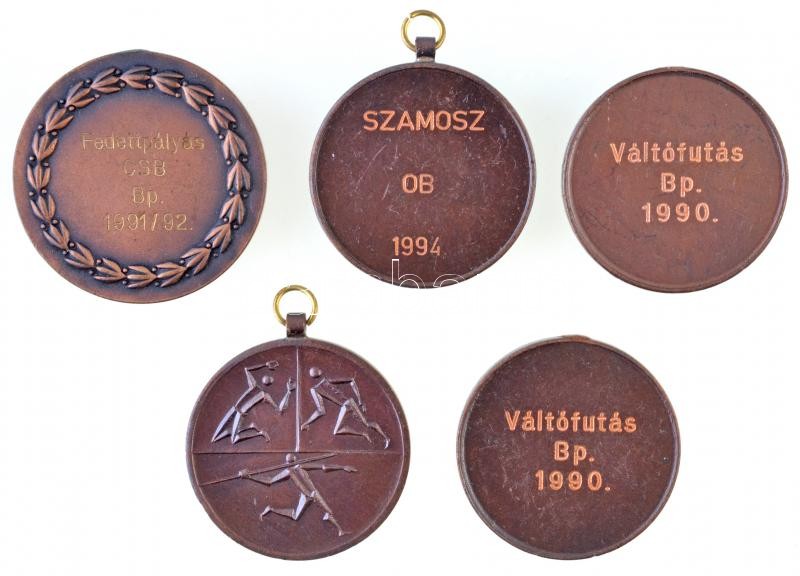 Fedettpályás
CSB
Bp.
1991/92.
SZAMOSZ
OB
1994
Váltófutás
Bp.
1990.
Váltófutás
Bp.
1990.